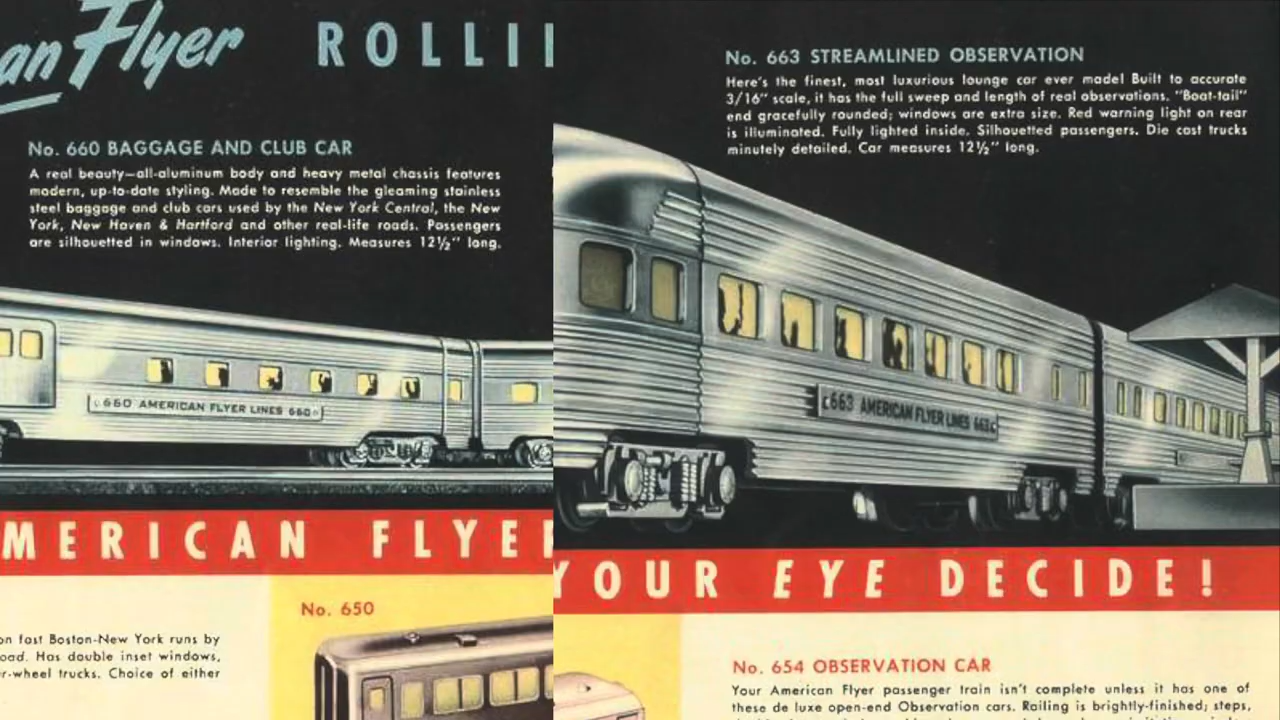 an Flyer ROLLI
No. 660 BAGGAGE AND CLUB CAR
A real beauty—all-aluminum body and heavy metal chassis features
modern, up-to-date styling. Made to resemble the gleaming stainless
steel baggage and club cars used by the New York Central, the New
York, New Haven & Hartford and other real-life roads. Passengers
are silhouetted in windows. Interior lighting. Measures 12½" long.
660 AMERICAN FLYER LINES 660
MERICAN FLYE
on fast Boston-New York runs by
oad. Has double inset windows,
r-wheel trucks. Choice of either
No. 650
No. 663 STREAMLINED OBSERVATION
Here's the finest, most luxurious lounge car ever made! Built to accurate
3/16" scale, it has the full sweep and length of real observations. "Boat-tail"
end gracefully rounded; windows are extra size. Red warning light on rear
is illuminated. Fully lighted inside. Silhouetted passengers. Die cast trucks
minutely detailed. Car measures 12½" long.
663 AMERICAN FLYER LINES 663
YOUR EYE DECIDE!
No. 654 OBSERVATION CAR
Your American Flyer passenger train isn't complete unless it has one of
these de luxe open-end Observation cars. Railing is brightly-finished; steps,